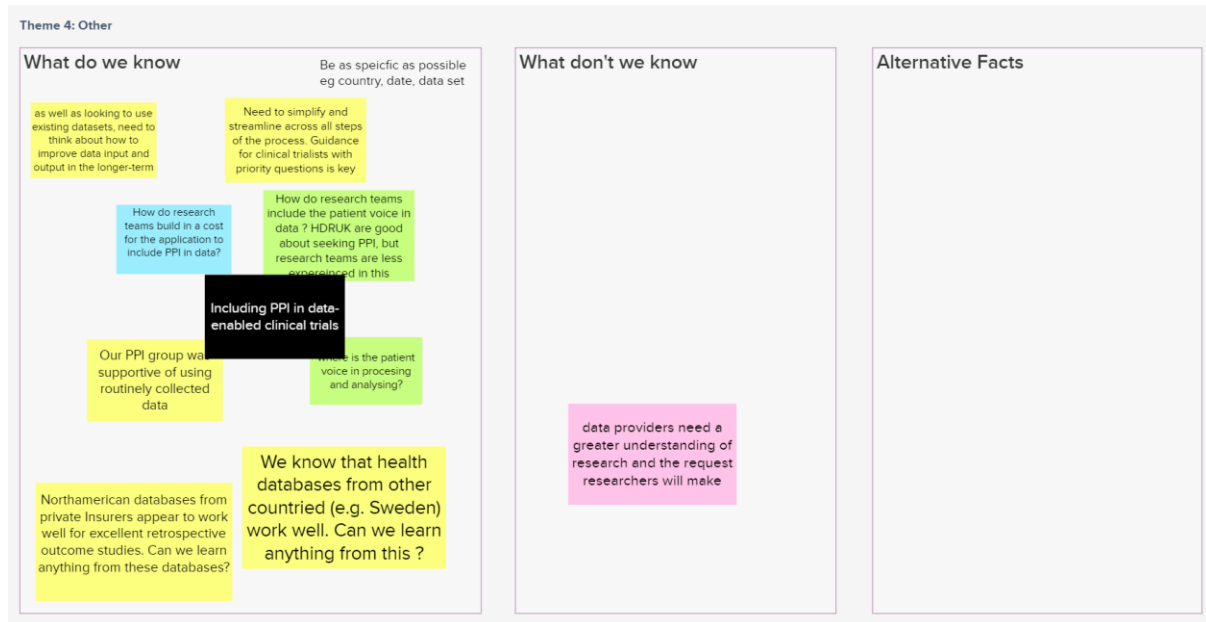 Theme 4: Other
What do we know
Be as speicfic as possible
eg country, date, data set
as well as looking to use
existing datasets, need to
think about how to
improve data input and
output in the longer-term
Need to simplify and
streamline across all steps
of the process. Guidance
for clinical trialists with
priority questions is key
How do research
teams build in a cost
for the application to
include PPI in data?
How do research teams
include the patient voice in
data ? HDRUK are good
about seeking PPI, but
research teams are less
expereinced in this
Including PPI in data-
enabled clinical trials
Our PPI group was
supportive of using
routinely collected
data
where is the patient
voice in procesing
and analysing?
Northamerican databases from
private Insurers appear to work
well for excellent retrospective
outcome studies. Can we learn
anything from these databases?
We know that health
databases from other
countried (e.g. Sweden)
work well. Can we learn
anything from this ?
What don't we know
data providers need a
greater understanding of
research and the request
researchers will make
Alternative Facts